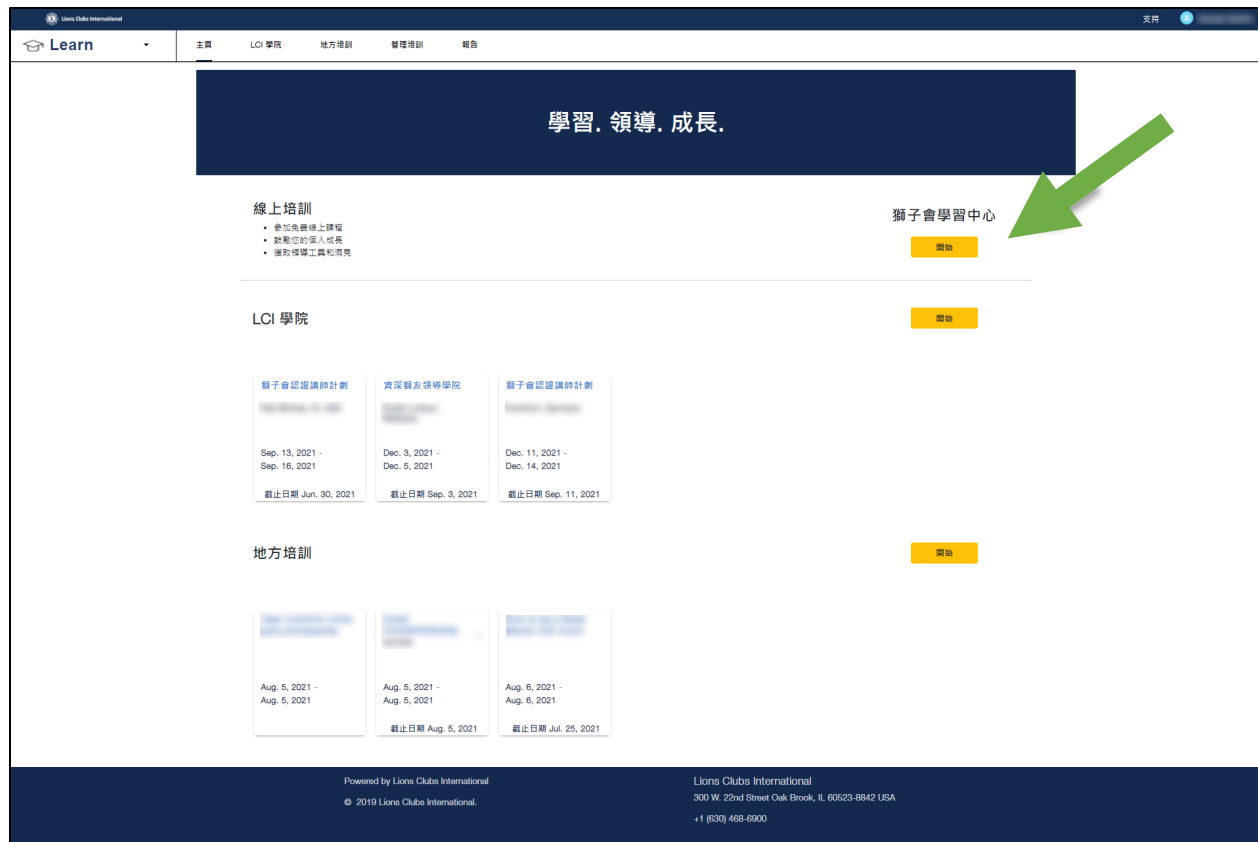 Lions Clubs International
支持
Learn
主頁 LCI 學院 地方培訓 管理培訓 報告
學習. 領導. 成長.
線上培訓
• 參加免費線上課程
• 鼓勵您的個人成長
• 獲取領導工具和洞見
獅子會學習中心
開始
LCI 學院
開始
獅子會認證講師計劃
Sep. 13, 2021 -
Sep. 16, 2021
截止日期 Jun. 30, 2021
資深獅友領導學院
Dec. 3, 2021 -
Dec. 5, 2021
截止日期 Sep. 3, 2021
獅子會認證講師計劃
Dec. 11, 2021 -
Dec. 14, 2021
截止日期 Sep. 11, 2021
地方培訓
開始
Aug. 5, 2021 -
Aug. 5, 2021
Aug. 5, 2021 -
Aug. 5, 2021
截止日期 Aug. 5, 2021
Aug. 6, 2021 -
Aug. 6, 2021
截止日期 Jul. 25, 2021
Powered by Lions Clubs International
© 2019 Lions Clubs International.
Lions Clubs International
300 W. 22nd Street Oak Brook, IL 60523-8842 USA
+1 (630) 468-6900